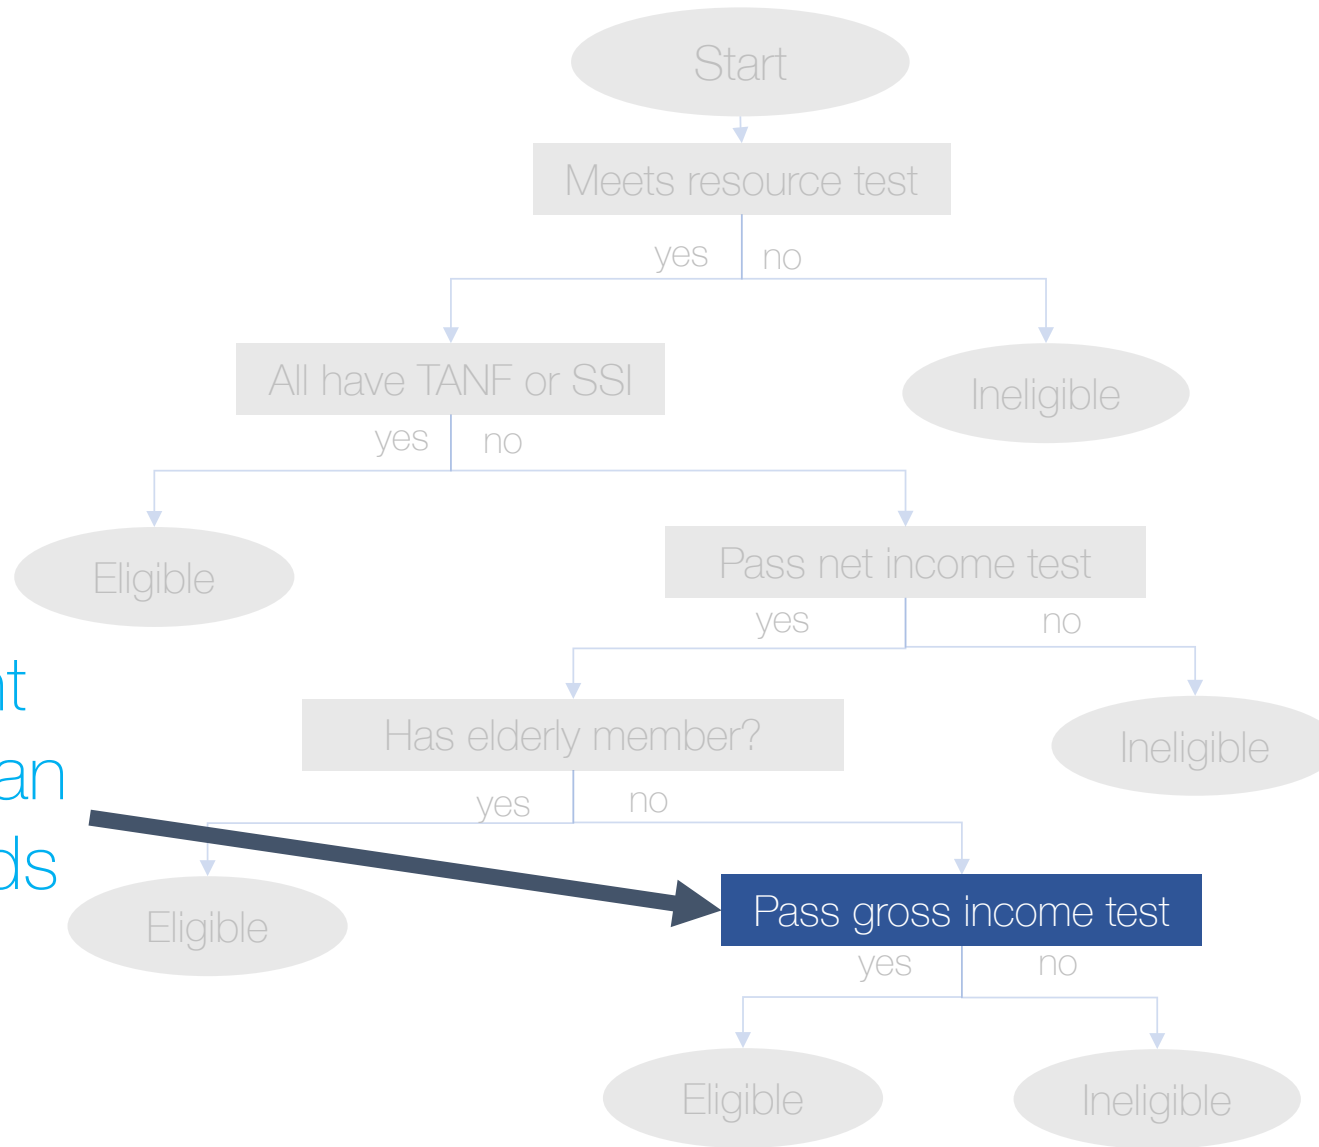 Start
Meets resource test
yes no
All have TANF or SSI
Ineligible
yes no
Pass net income test
Eligible
yes no
Has elderly member?
Ineligible
yes no
Pass gross income test
Eligible
yes no
Eligible
Ineligible